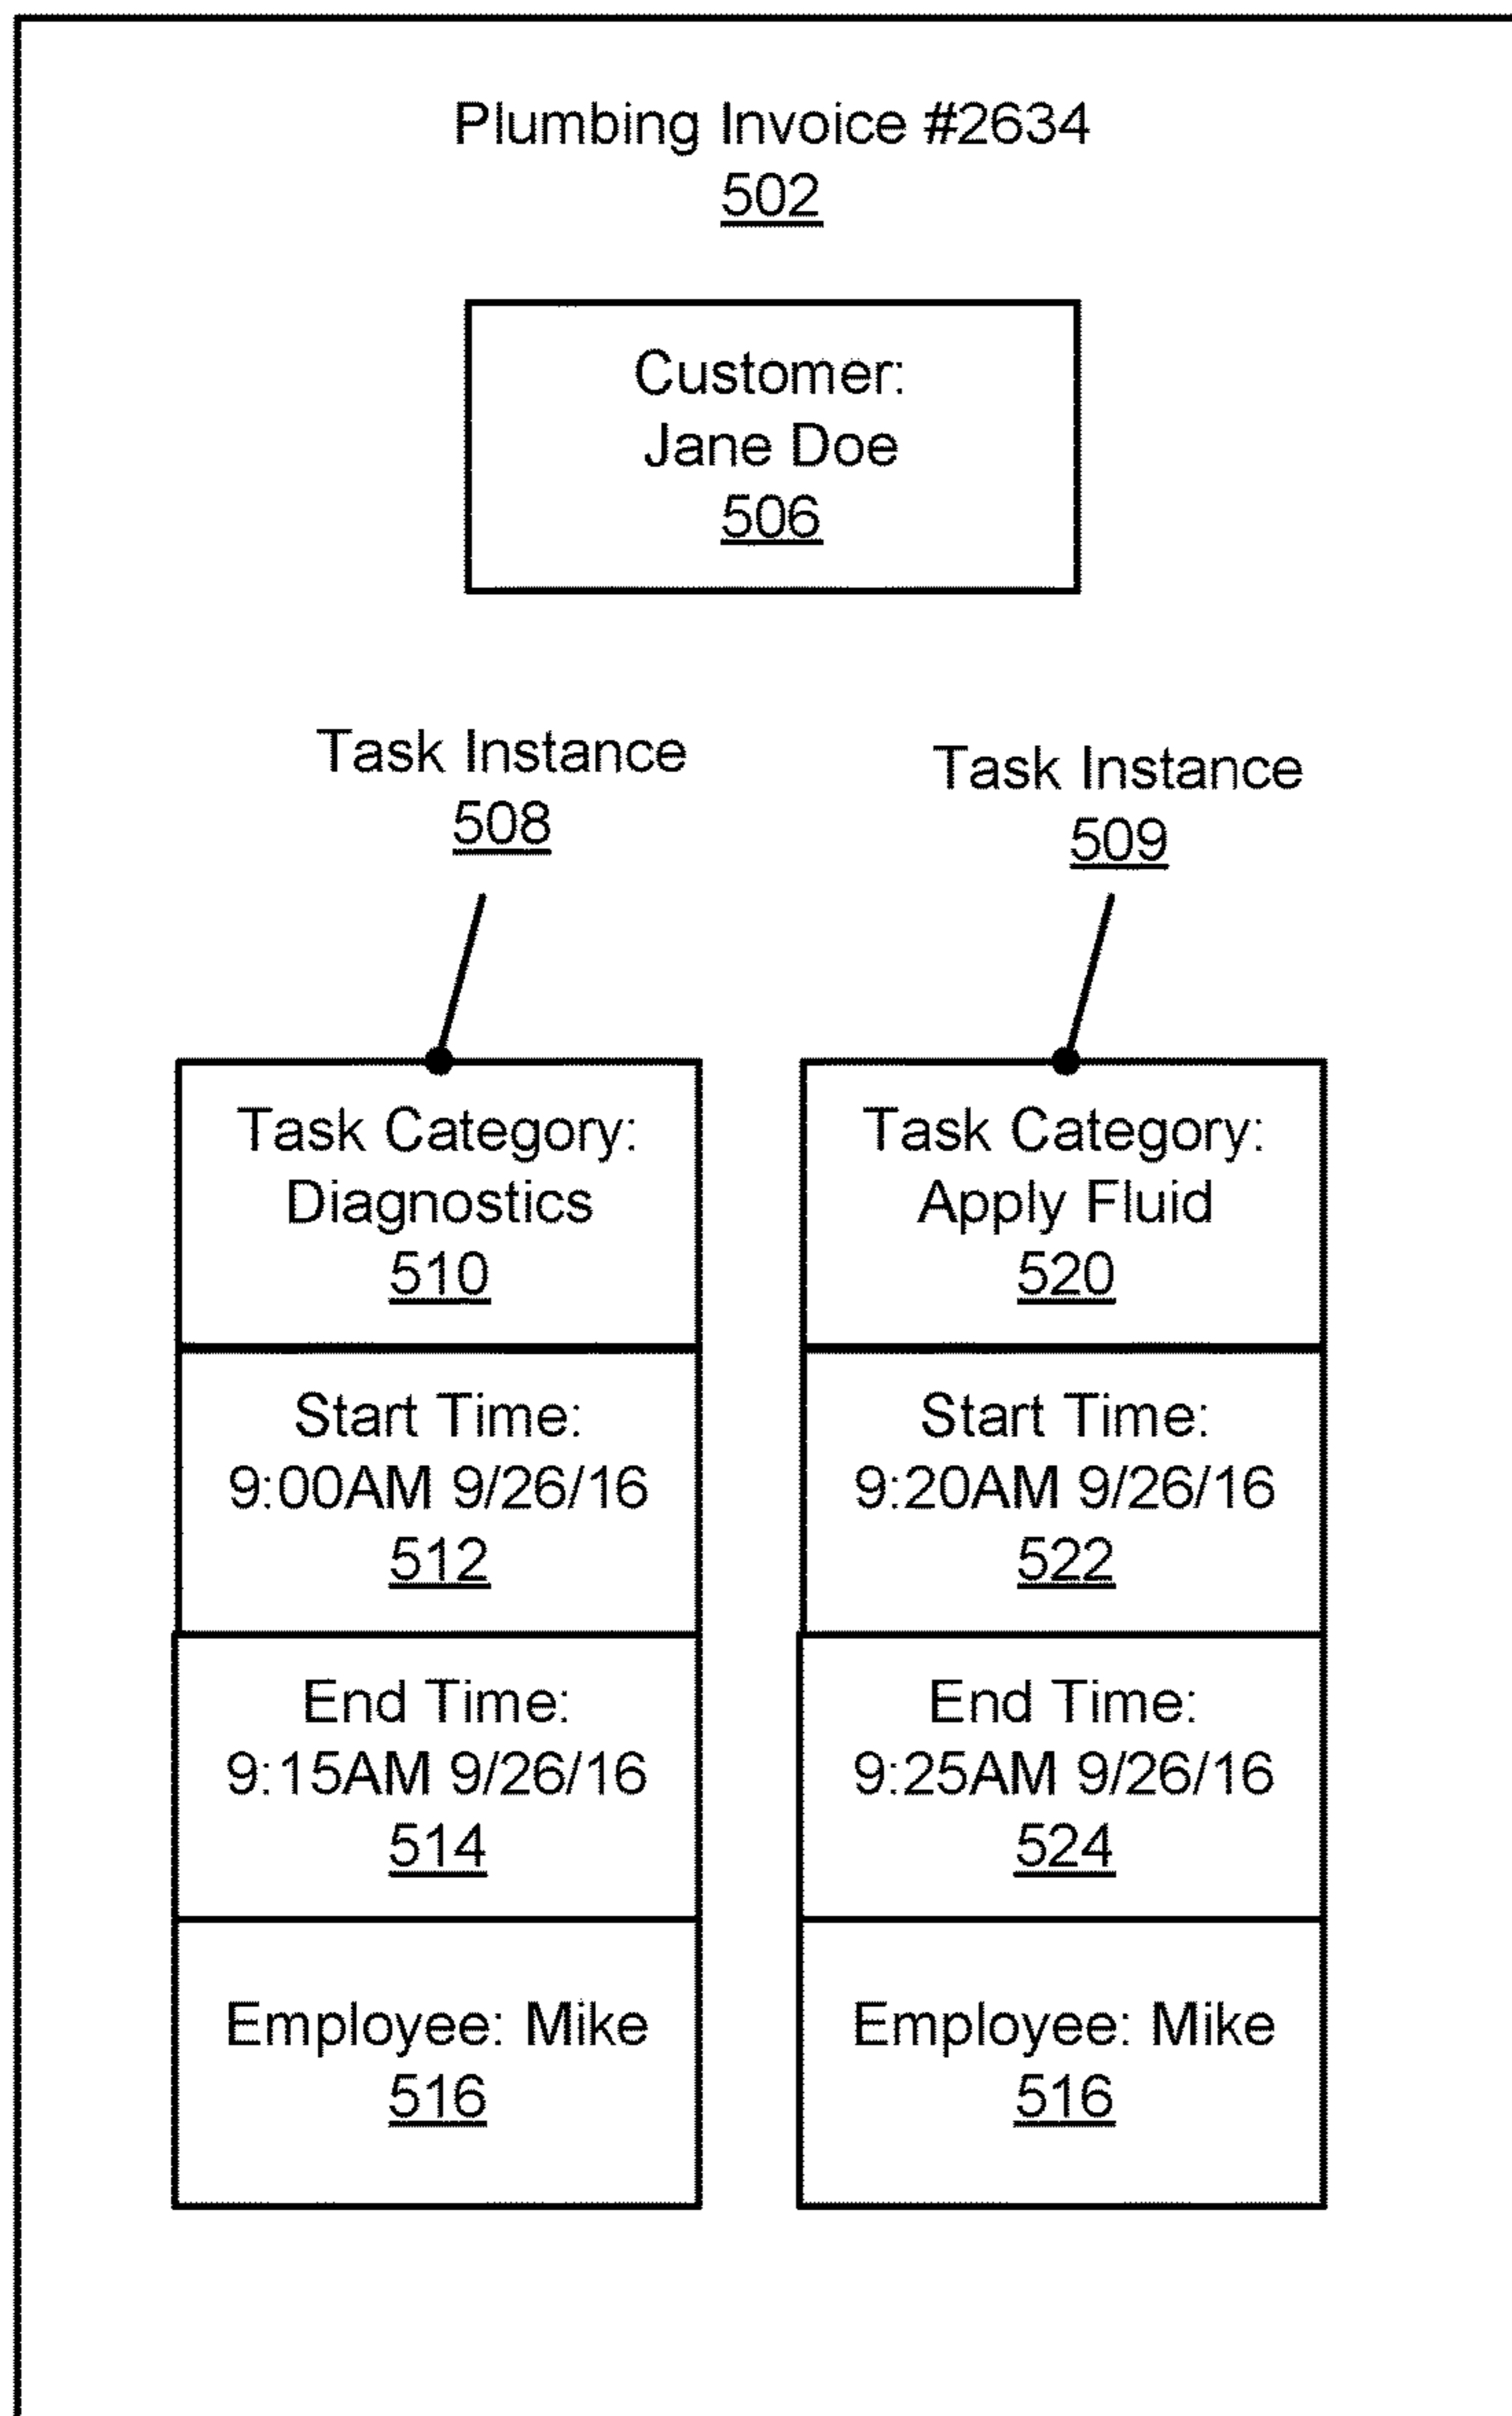 Plumbing Invoice #2634
502
Customer:
Jane Doe
506
Task Instance
508
Task Instance
509
Task Category:
Diagnostics
510
Start Time:
9:00AM 9/26/16
512
End Time:
9:15AM 9/26/16
514
Employee: Mike
516
Task Category:
Apply Fluid
520
Start Time:
9:20AM 9/26/16
522
End Time:
9:25AM 9/26/16
524
Employee: Mike
516